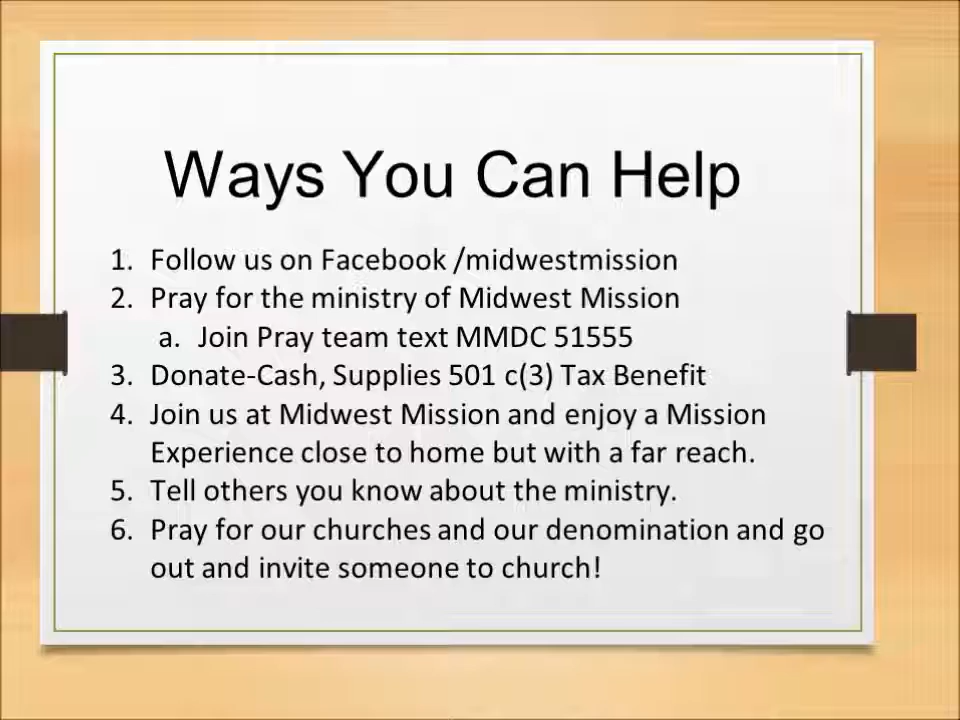 Ways You Can Help
1. Follow us on Facebook /midwestmission
2. Pray for the ministry of Midwest Mission
a. Join Pray team text MMDC 51555
3. Donate-Cash, Supplies 501 c(3) Tax Benefit
4. Join us at Midwest Mission and enjoy a Mission
Experience close to home but with a far reach.
5. Tell others you know about the ministry.
6. Pray for our churches and our denomination and go
out and invite someone to church!